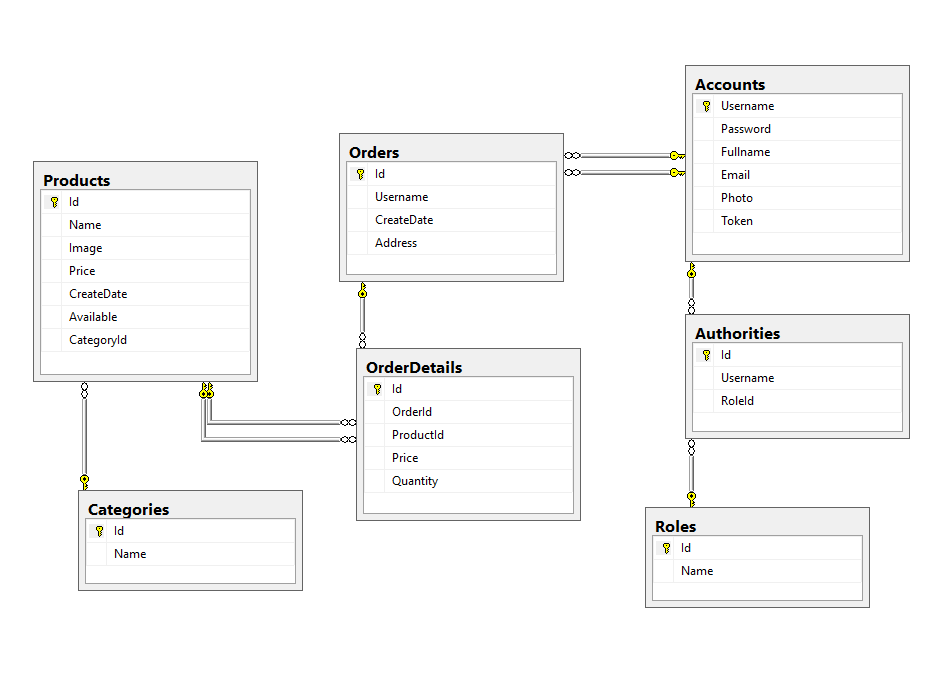 Products
Id
Name
Image
Price
CreateDate
Available
CategoryId
Categories
Id
Name
Orders
Id
Username
CreateDate
Address
OrderDetails
Id
OrderId
ProductId
Price
Quantity
Accounts
Username
Password
Fullname
Email
Photo
Token
Authorities
Id
Username
RoleId
Roles
Id
Name